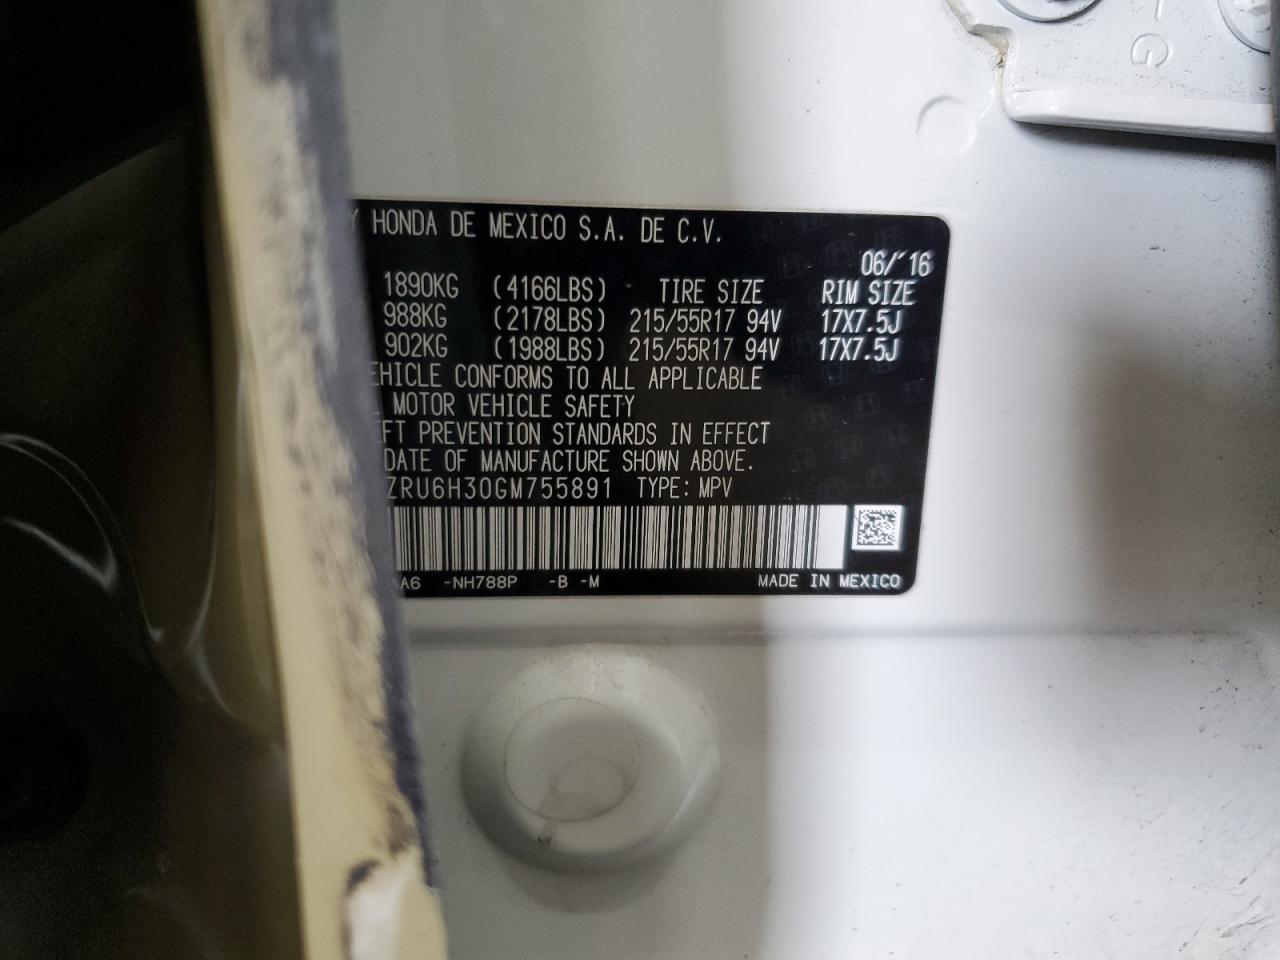 Y HONDA DE MEXICO S.A. DE C.V.
06/'16
1890KG (4166LBS) TIRE SIZE RIM SIZE
988KG (2178LBS) 215/55R17 94V 17X7.5J
902KG (1988LBS) 215/55R17 94V 17X7.5J
EHICLE CONFORMS TO ALL APPLICABLE
L MOTOR VEHICLE SAFETY
EFT PREVENTION STANDARDS IN EFFECT
DATE OF MANUFACTURE SHOWN ABOVE.
ZRU6H30GM755891 TYPE: MPV
A6 -NH788P -B -M MADE IN MEXICO